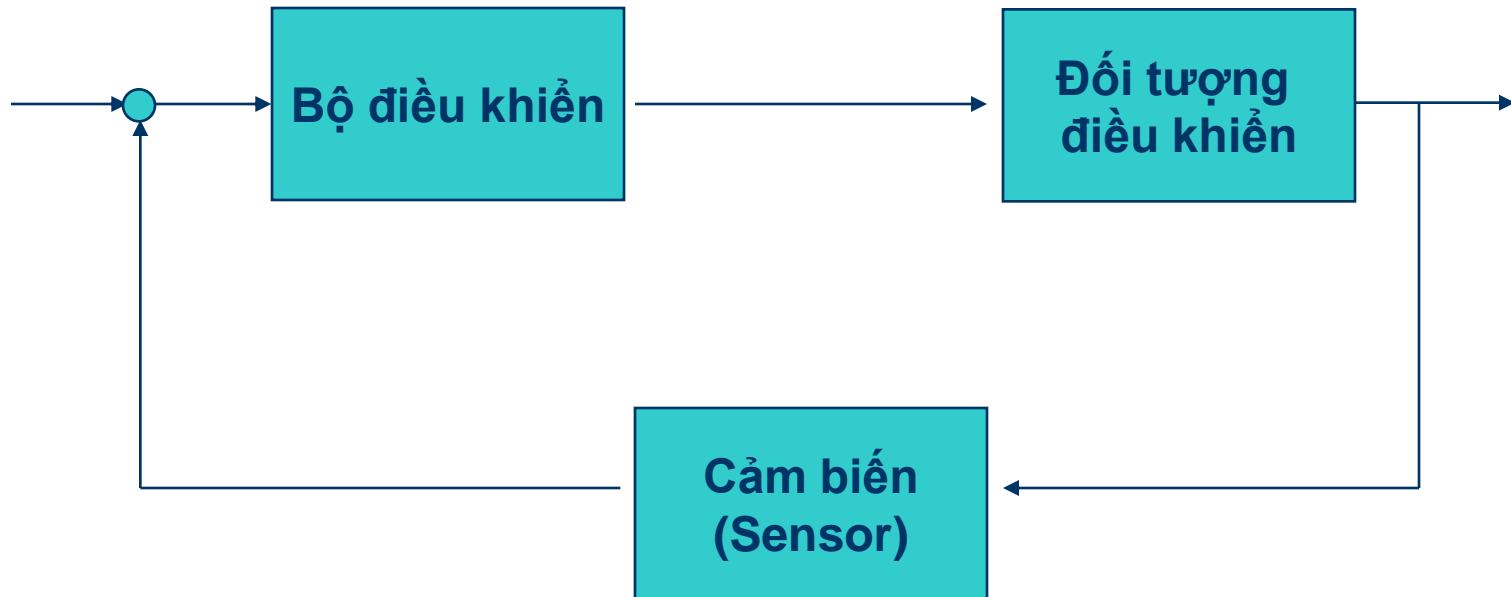 Bộ điều khiển
Đối tượng
điều khiển
Cảm biến
(Sensor)